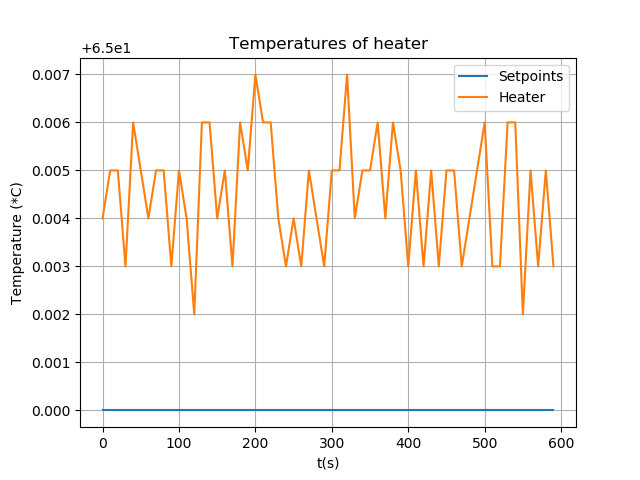 Temperatures of heater
+6.5e1
Setpoints
Heater
0.007
0.006
0.005
0.004
0.003
0.002
0.001
0.000
Temperature (*C)
0 100 200 300 400 500 600
t(s)